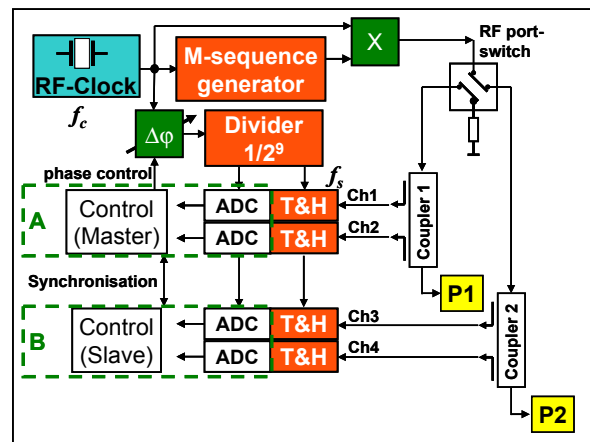 RF port-
switch
RF-Clock
M-sequence
generator
X
f_c
Δφ
Divider
1/2⁹
phase control
f_s
A
Control
(Master)
ADC
T&H
Ch1
ADC
T&H
Ch2
Coupler 1
P1
Synchronisation
B
Control
(Slave)
ADC
T&H
Ch3
ADC
T&H
Ch4
Coupler 2
P2